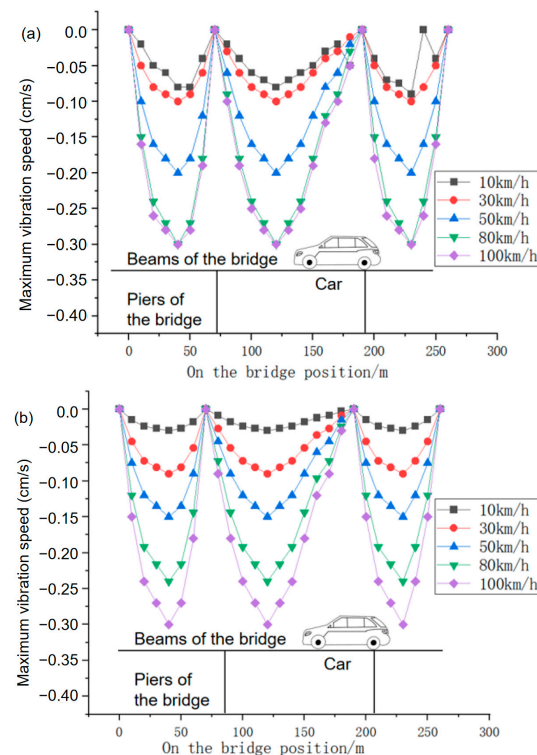 (a)
Maximum vibration speed (cm/s)
0.0
−0.05
−0.10
−0.15
−0.20
−0.25
−0.30
−0.35
−0.40
10km/h
30km/h
50km/h
80km/h
100km/h
Beams of the bridge
Car
Piers of
the bridge
0 50 100 150 200 250 300
On the bridge position/m
(b)
Maximum vibration speed (cm/s)
0.0
−0.05
−0.10
−0.15
−0.20
−0.25
−0.30
−0.35
−0.40
10km/h
30km/h
50km/h
80km/h
100km/h
Beams of the bridge
Car
Piers of
the bridge
0 50 100 150 200 250 300
On the bridge position/m